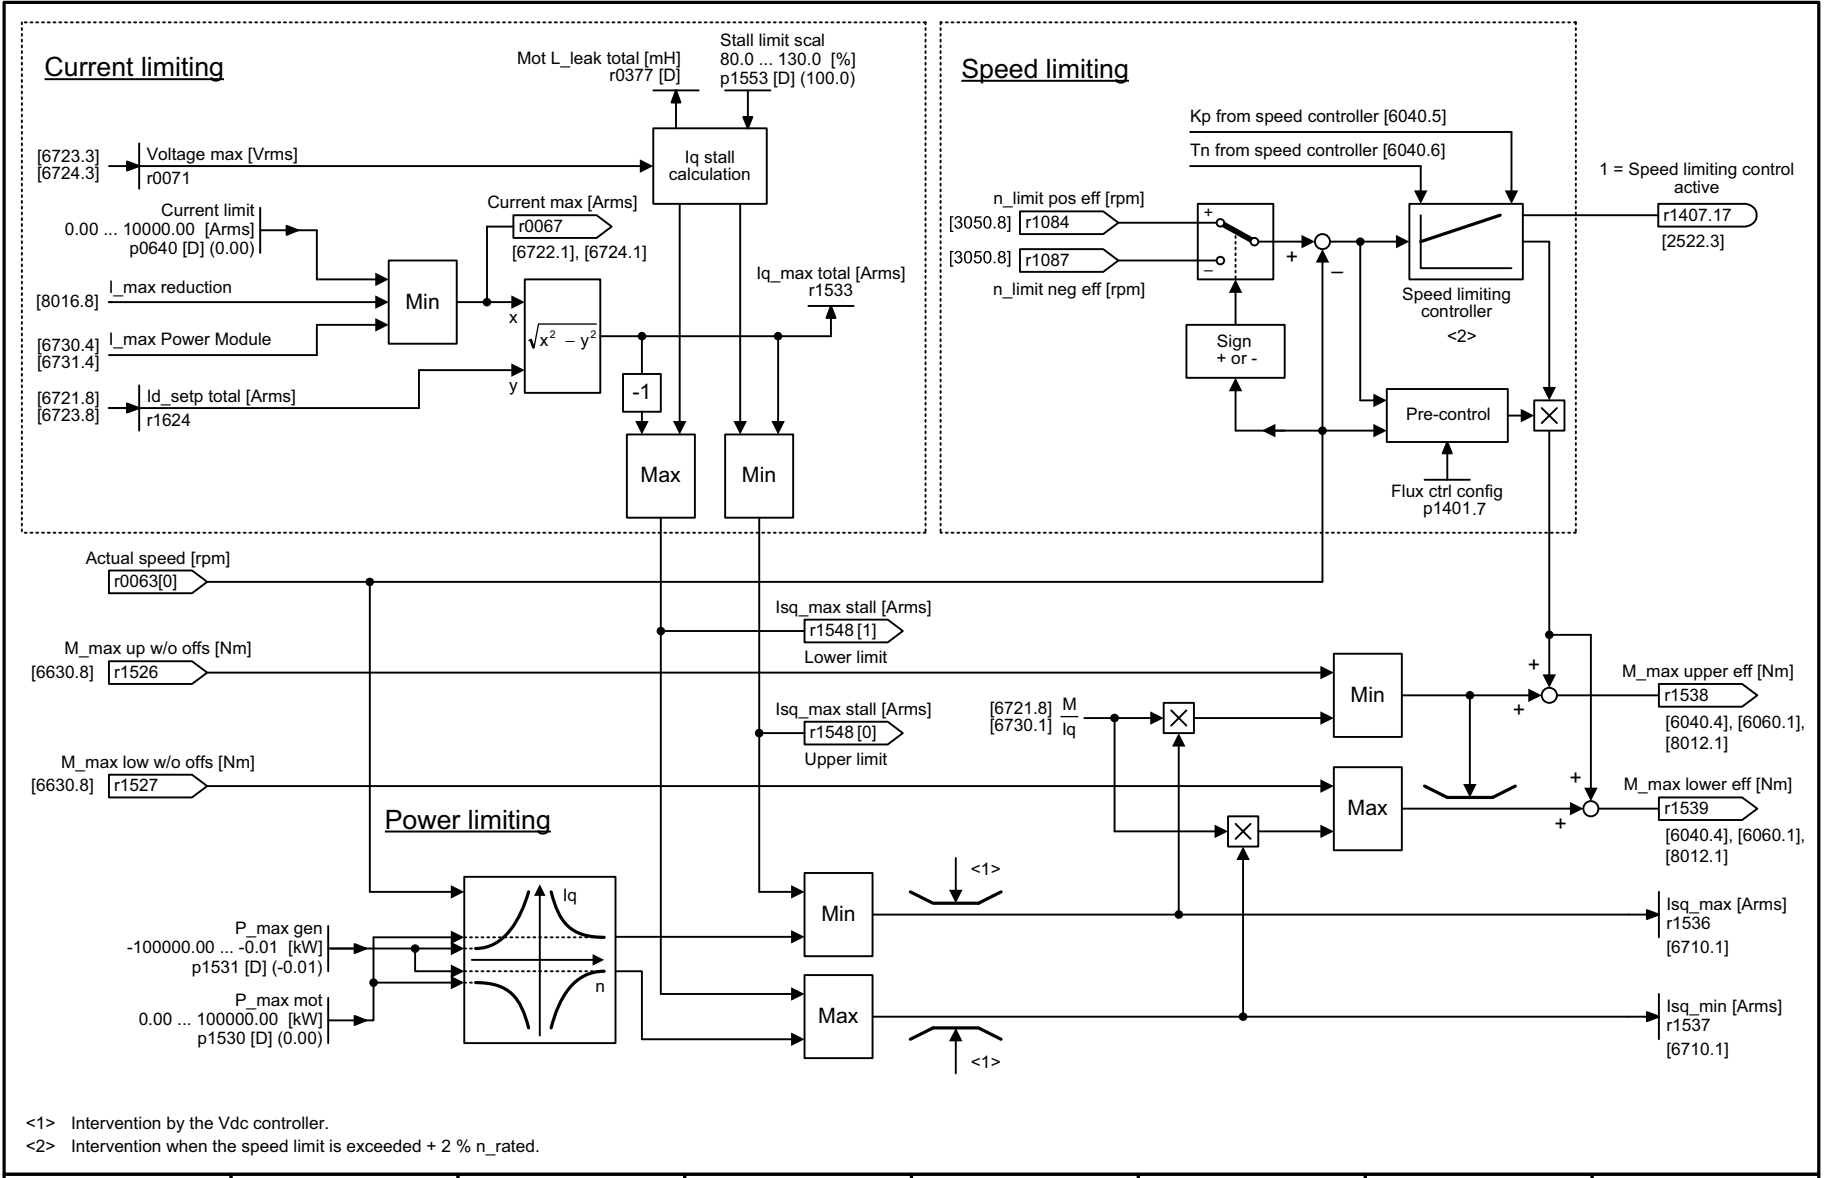 Current limiting
Mot L_leak total [mH]
r0377 [D]
Stall limit scal
80.0 ... 130.0 [%]
p1553 [D] (100.0)
[6723.3]
[6724.3]
Voltage max [Vrms]
r0071
Iq stall
calculation
Current limit
0.00 ... 10000.00 [Arms]
p0640 [D] (0.00)
Current max [Arms]
r0067
[6722.1], [6724.1]
[8016.8]
I_max reduction
Min
[6730.4]
[6731.4]
I_max Power Module
x
y
√x² – y²
Iq_max total [Arms]
r1533
[6721.8]
[6723.8]
Id_setp total [Arms]
r1624
-1
Max
Min
Speed limiting
Kp from speed controller [6040.5]
Tn from speed controller [6040.6]
n_limit pos eff [rpm]
[3050.8]
r1084
[3050.8]
r1087
n_limit neg eff [rpm]
+
–
+
–
Sign
+ or -
Speed limiting
controller
<2>
1 = Speed limiting control
active
r1407.17
[2522.3]
Pre-control
×
Flux ctrl config
p1401.7
Actual speed [rpm]
r0063[0]
Isq_max stall [Arms]
r1548 [1]
Lower limit
M_max up w/o offs [Nm]
[6630.8]
r1526
Isq_max stall [Arms]
r1548 [0]
Upper limit
[6721.8]
[6730.1]
M
Iq
×
Min
+
+
M_max upper eff [Nm]
r1538
[6040.4], [6060.1],
[8012.1]
M_max low w/o offs [Nm]
[6630.8]
r1527
×
Max
+
+
M_max lower eff [Nm]
r1539
[6040.4], [6060.1],
[8012.1]
Power limiting
Iq
n
P_max gen
-100000.00 ... -0.01 [kW]
p1531 [D] (-0.01)
P_max mot
0.00 ... 100000.00 [kW]
p1530 [D] (0.00)
Min
<1>
Isq_max [Arms]
r1536
[6710.1]
Max
<1>
Isq_min [Arms]
r1537
[6710.1]
<1> Intervention by the Vdc controller.
<2> Intervention when the speed limit is exceeded + 2 % n_rated.